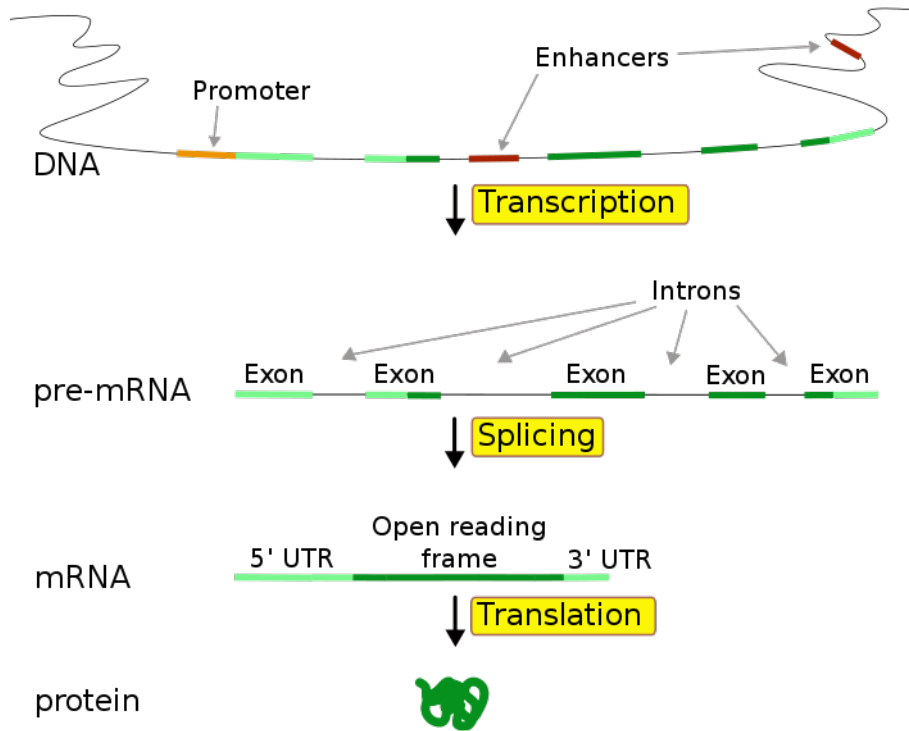 Enhancers
Promoter
DNA
Transcription
Introns
Exon Exon Exon Exon Exon
pre-mRNA
Splicing
Open reading
frame
5' UTR 3' UTR
mRNA
Translation
protein